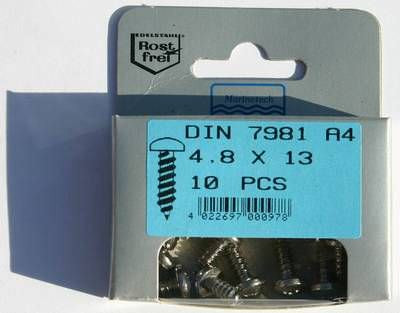 EDELSTAHL
Rost
frei
Marinetech
DIN 7981 A4
4.8 X 13
10 PCS
4 022697 000978